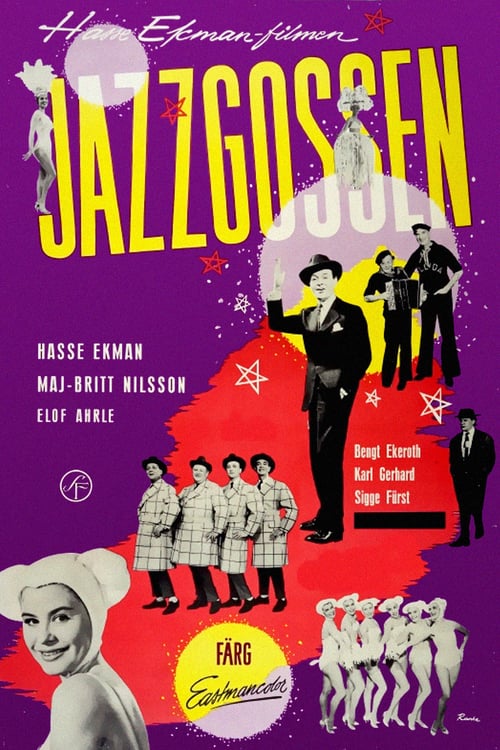 Hasse Ekman-filmen
JAZZGOSSEN
HASSE EKMAN
MAJ-BRITT NILSSON
ELOF AHRLE
SF
Bengt Ekeroth
Karl Gerhard
Sigge Fürst
FÄRG
Eastmancolor